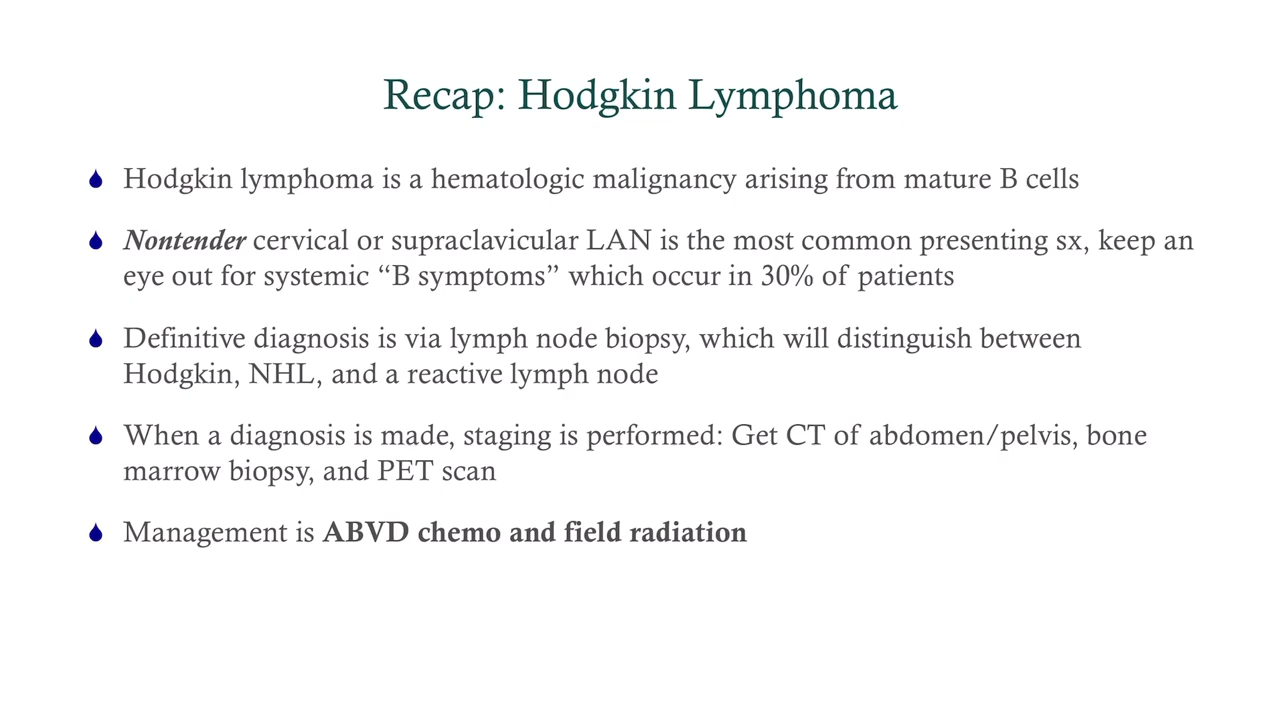 Recap: Hodgkin Lymphoma
Hodgkin lymphoma is a hematologic malignancy arising from mature B cells
Nontender cervical or supraclavicular LAN is the most common presenting sx, keep an
eye out for systemic “B symptoms” which occur in 30% of patients
Definitive diagnosis is via lymph node biopsy, which will distinguish between
Hodgkin, NHL, and a reactive lymph node
When a diagnosis is made, staging is performed: Get CT of abdomen/pelvis, bone
marrow biopsy, and PET scan
Management is ABVD chemo and field radiation